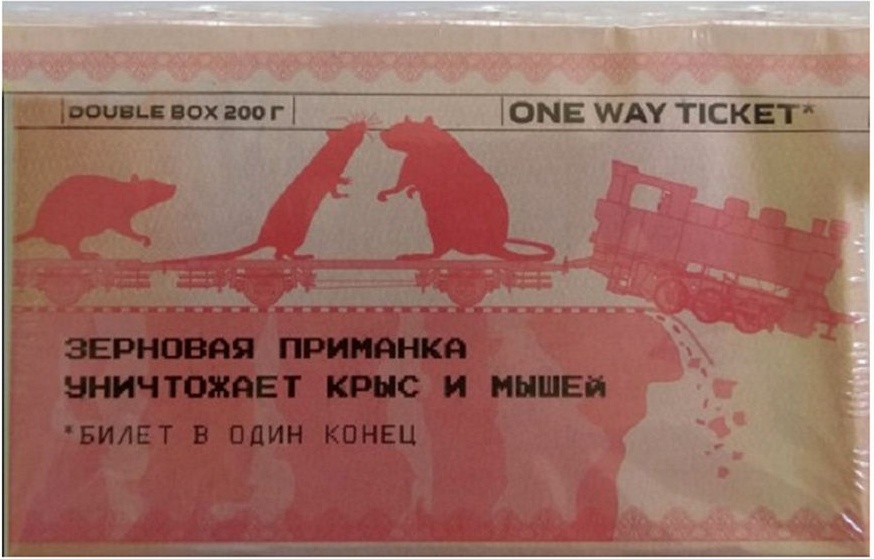 DOUBLE BOX 200 Г
ONE WAY TICKET*
ЗЕРНОВАЯ ПРИМАНКА
УНИЧТОЖАЕТ КРЫС И МЫШЕЙ
*БИЛЕТ В ОДИН КОНЕЦ